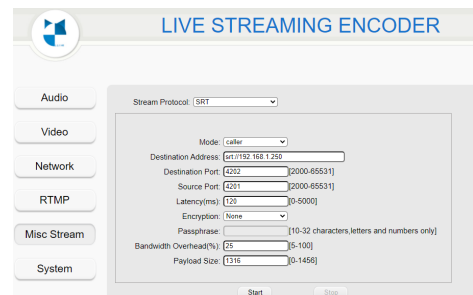 LIVE STREAMING ENCODER
Audio
Video
Network
RTMP
Misc Stream
System
Stream Protocol: SRT
Mode: caller
Destination Address: srt://192.168.1.250
Destination Port: 4202 [2000-65531]
Source Port: 4201 [2000-65531]
Latency(ms): 120 [0-5000]
Encryption: None
Passphrase: [10-32 characters,letters and numbers only]
Bandwidth Overhead(%): 25 [5-100]
Payload Size: 1316 [0-1456]
Start Stop